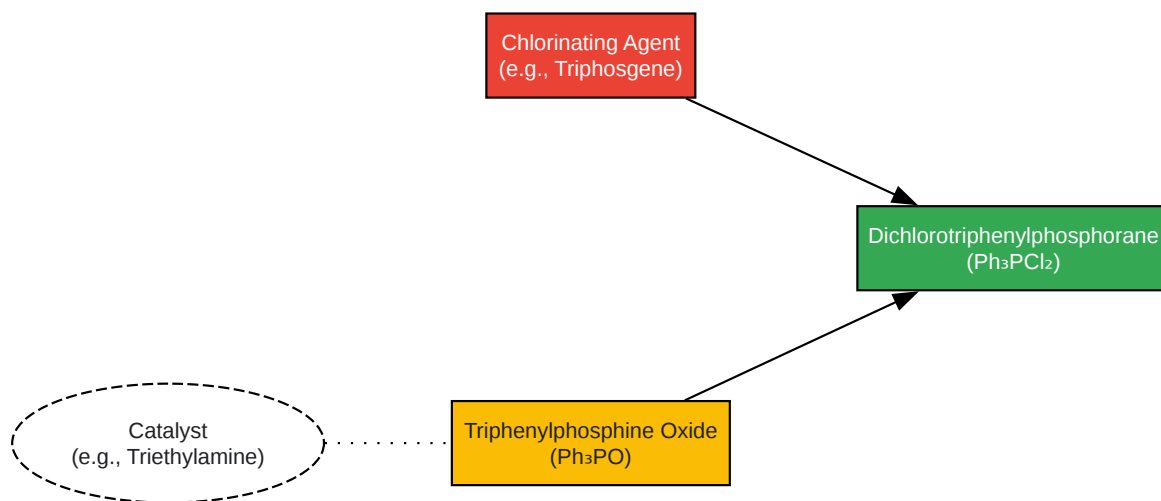 Chlorinating Agent
(e.g., Triphosgene)
Dichlorotriphenylphosphorane
(Ph₃PCl₂)
Catalyst
(e.g., Triethylamine)
Triphenylphosphine Oxide
(Ph₃PO)